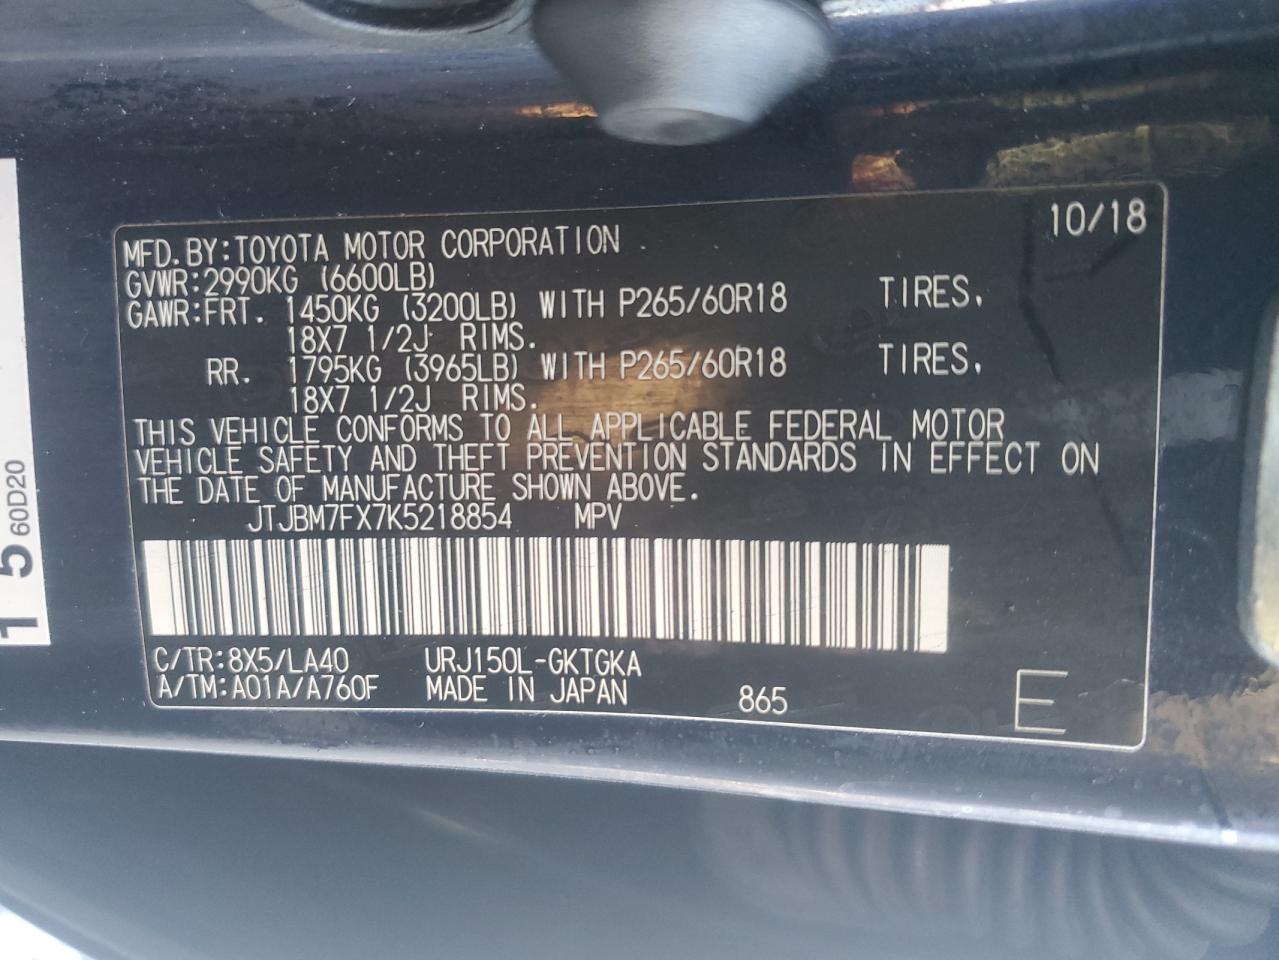 10/18
MFD. BY: TOYOTA MOTOR CORPORATION
GVWR: 2990KG (6600LB)
GAWR: FRT. 1450KG (3200LB) WITH P265/60R18 TIRES,
18X7 1/2J RIMS.
RR. 1795KG (3965LB) WITH P265/60R18 TIRES,
18X7 1/2J RIMS.
THIS VEHICLE CONFORMS TO ALL APPLICABLE FEDERAL MOTOR
VEHICLE SAFETY AND THEFT PREVENTION STANDARDS IN EFFECT ON
THE DATE OF MANUFACTURE SHOWN ABOVE.
JTJBM7FX7K5218854 MPV
C/TR: 8X5/LA40 URJ150L-GKTGKA
A/TM: A01A/A760F MADE IN JAPAN 865 E
1 5
60D20